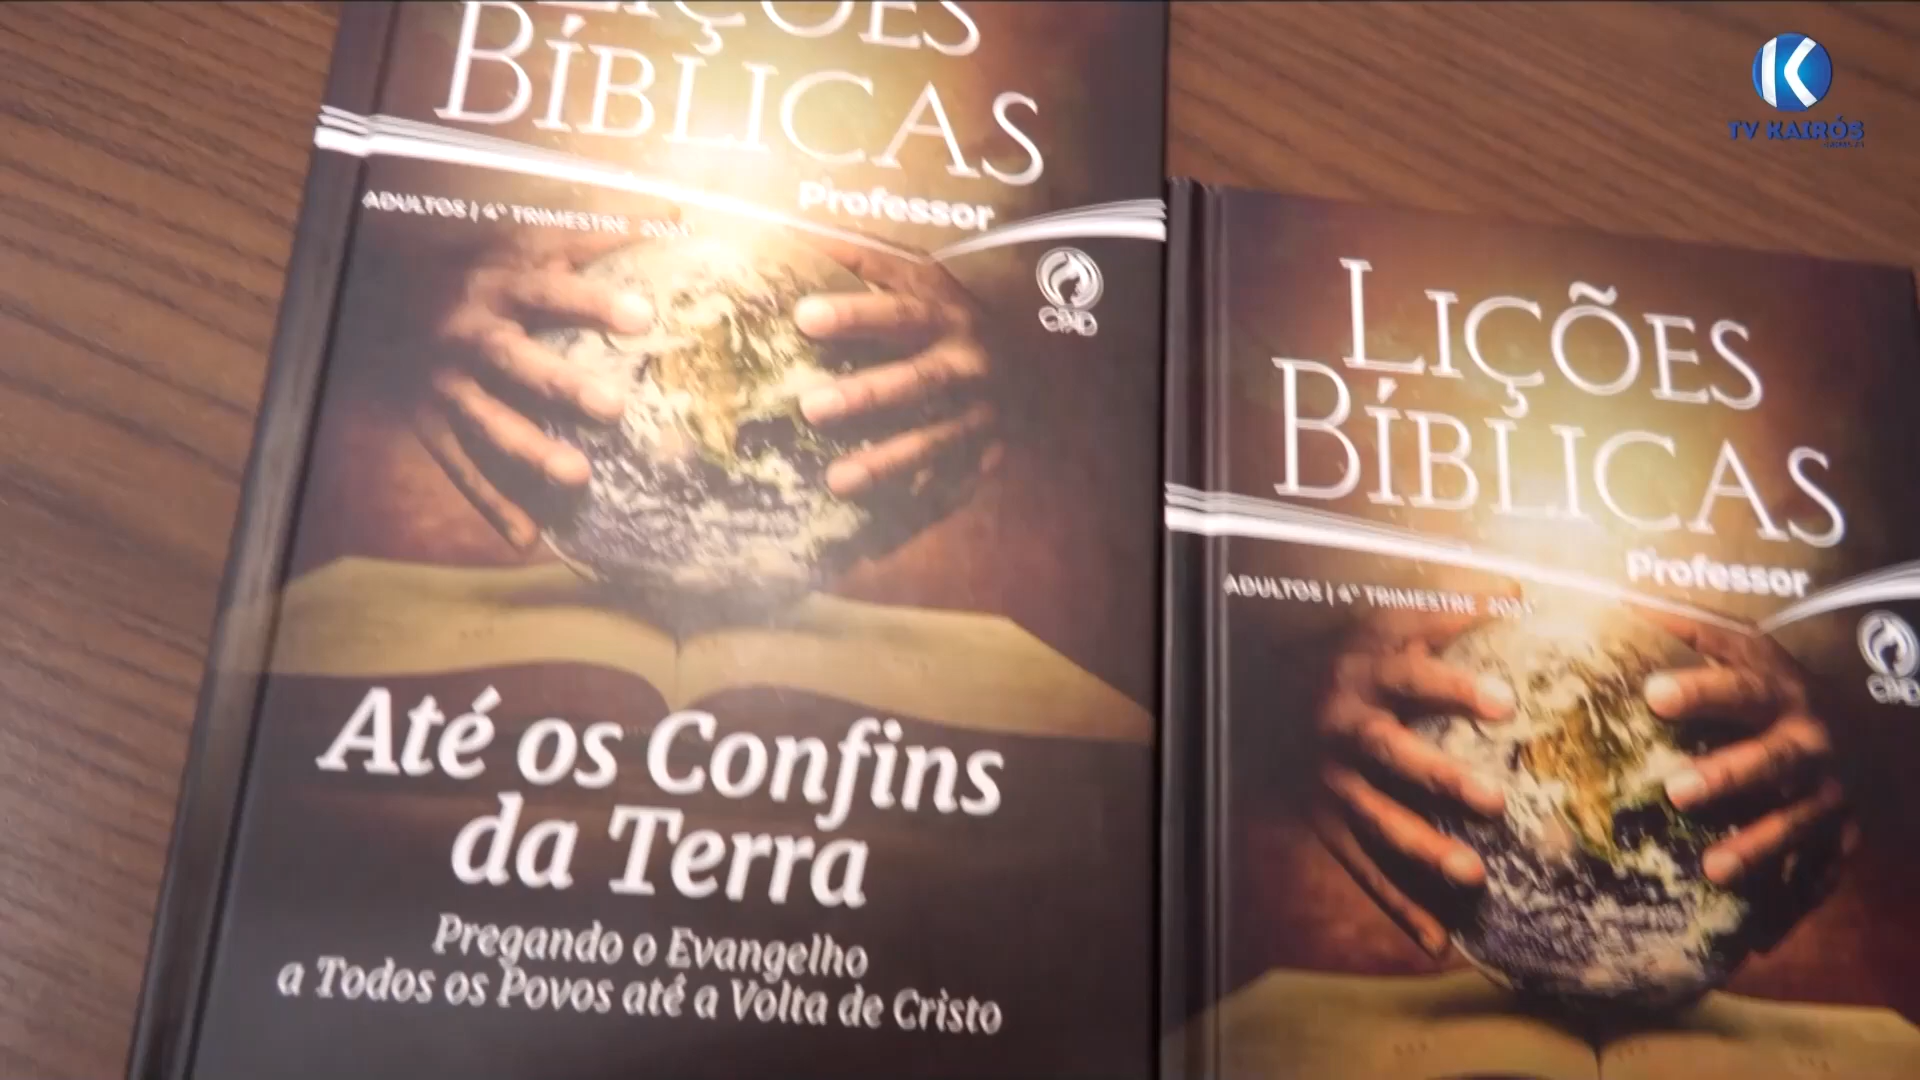 LIÇÕES
BÍBLICAS
Professor
ADULTOS | 4º TRIMESTRE
CPAD
Até os Confins
da Terra
Pregando o Evangelho
a Todos os Povos até a Volta de Cristo
LIÇÕES
BÍBLICAS
Professor
ADULTOS | 4º TRIMESTRE
CPAD
K
TV KAIRÓS